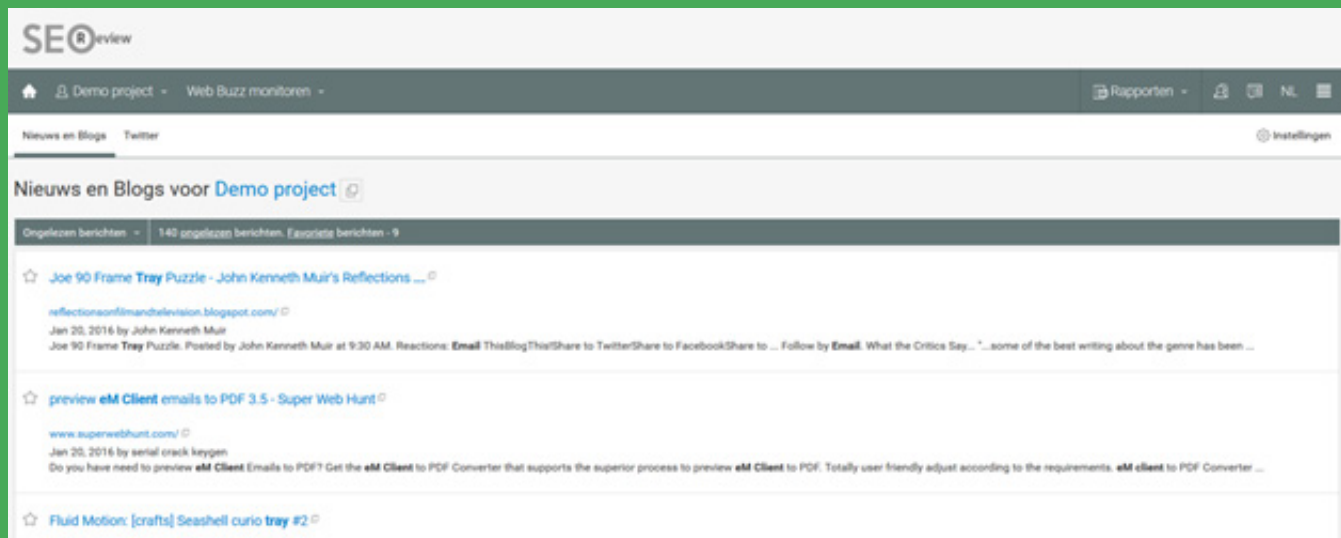 SEO Review
Demo project Web Buzz monitoren Rapporten NL
Nieuws en Blogs Twitter Instellingen
Nieuws en Blogs voor Demo project
Ongelezen berichten 140 ongelezen berichten. Favoriete berichten - 9
Joe 90 Frame Tray Puzzle - John Kenneth Muir's Reflections ...
reflectionsonfilmandtelevision.blogspot.com/
Jan 20, 2016 by John Kenneth Muir
Joe 90 Frame Tray Puzzle. Posted by John Kenneth Muir at 9:30 AM. Reactions: Email ThisBlogThis!Share to TwitterShare to FacebookShare to ... Follow by Email. What the Critics Say... "...some of the best writing about the genre has been ...
preview eM Client emails to PDF 3.5 - Super Web Hunt
www.superwebhunt.com/
Jan 20, 2016 by serial crack keygen
Do you have need to preview eM Client Emails to PDF? Get the eM Client to PDF Converter that supports the superior process to preview eM Client to PDF. Totally user friendly adjust according to the requirements. eM client to PDF Converter ...
Fluid Motion: [crafts] Seashell curio tray #2